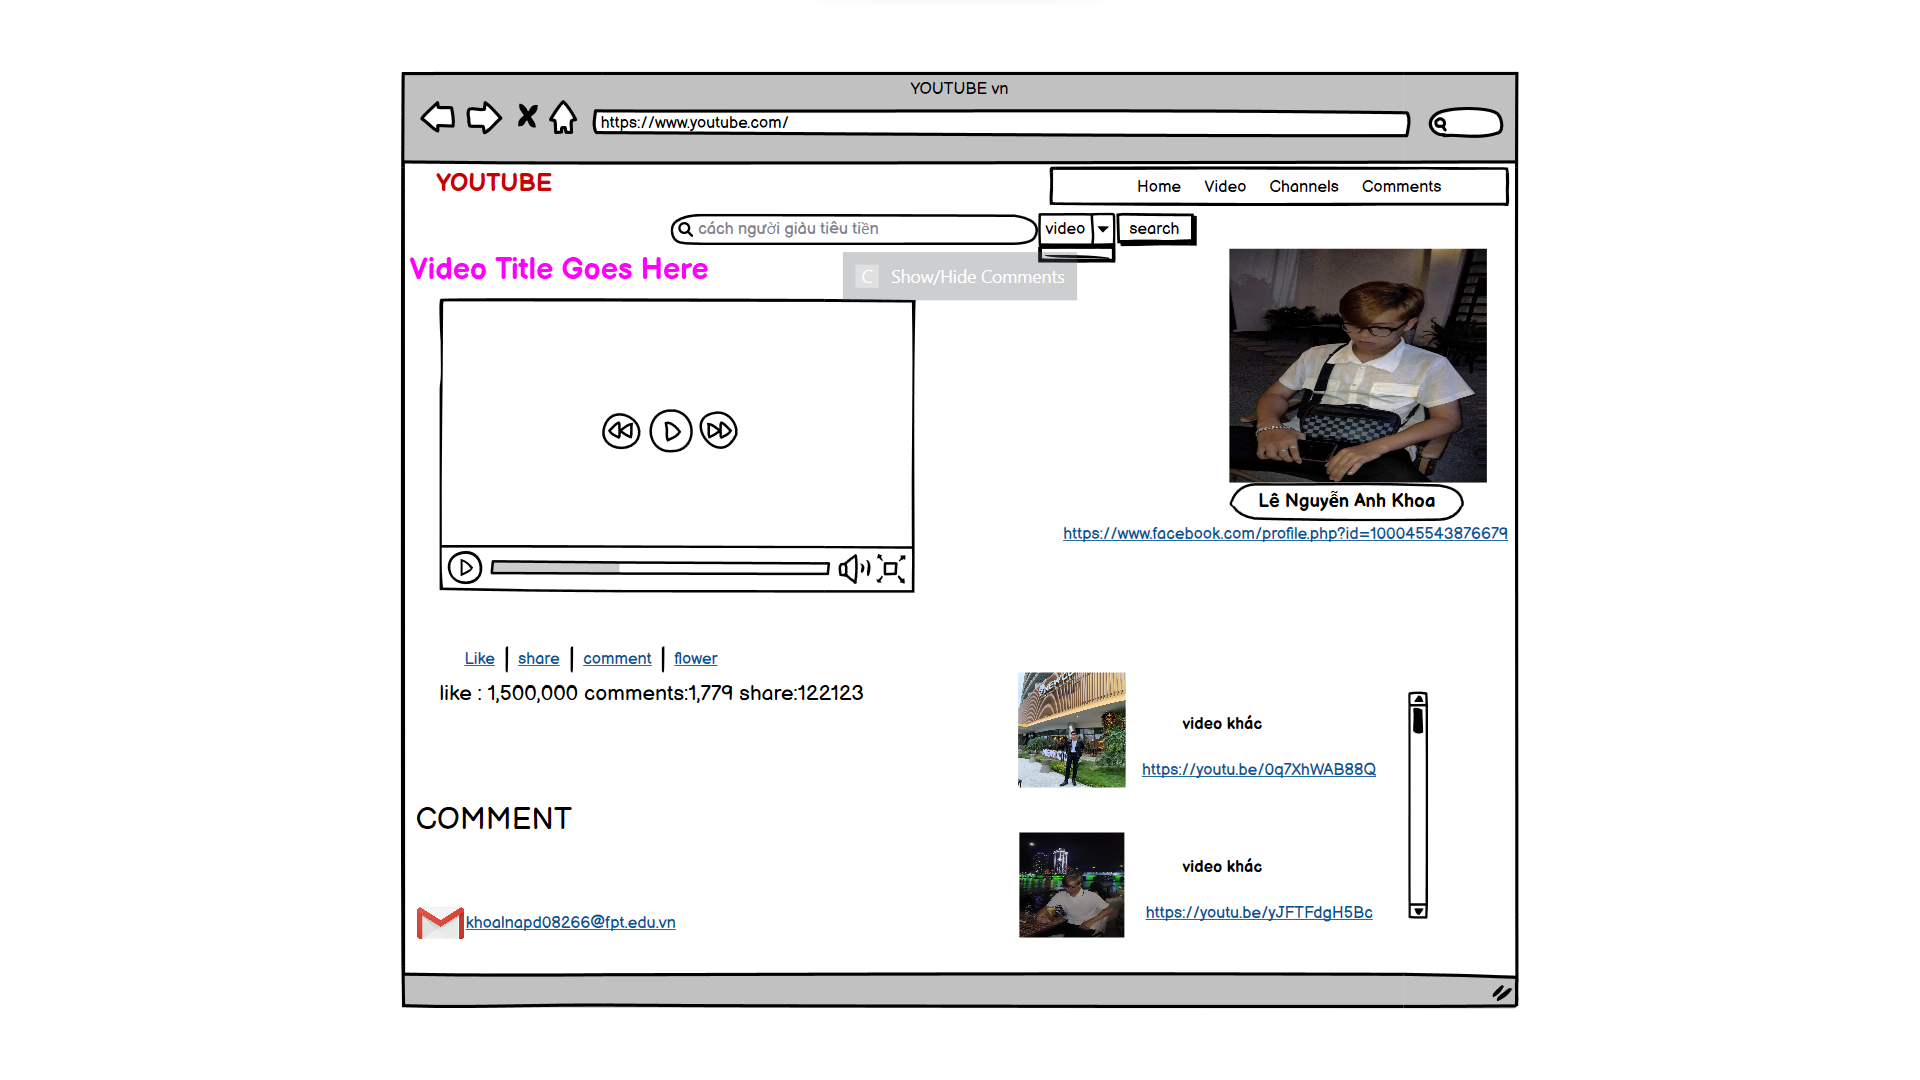 YOUTUBE vn
https://www.youtube.com/
YOUTUBE
Home Video Channels Comments
cách người giàu tiêu tiền video search
Video Title Goes Here
C Show/Hide Comments
Lê Nguyễn Anh Khoa
https://www.facebook.com/profile.php?id=100045543876679
Like share comment flower
like : 1,500,000 comments:1,779 share:122123
video khác
https://youtu.be/0q7XhWAB88Q
COMMENT
video khác
https://youtu.be/yJFTFdgH5Bc
khoalnapd08266@fpt.edu.vn